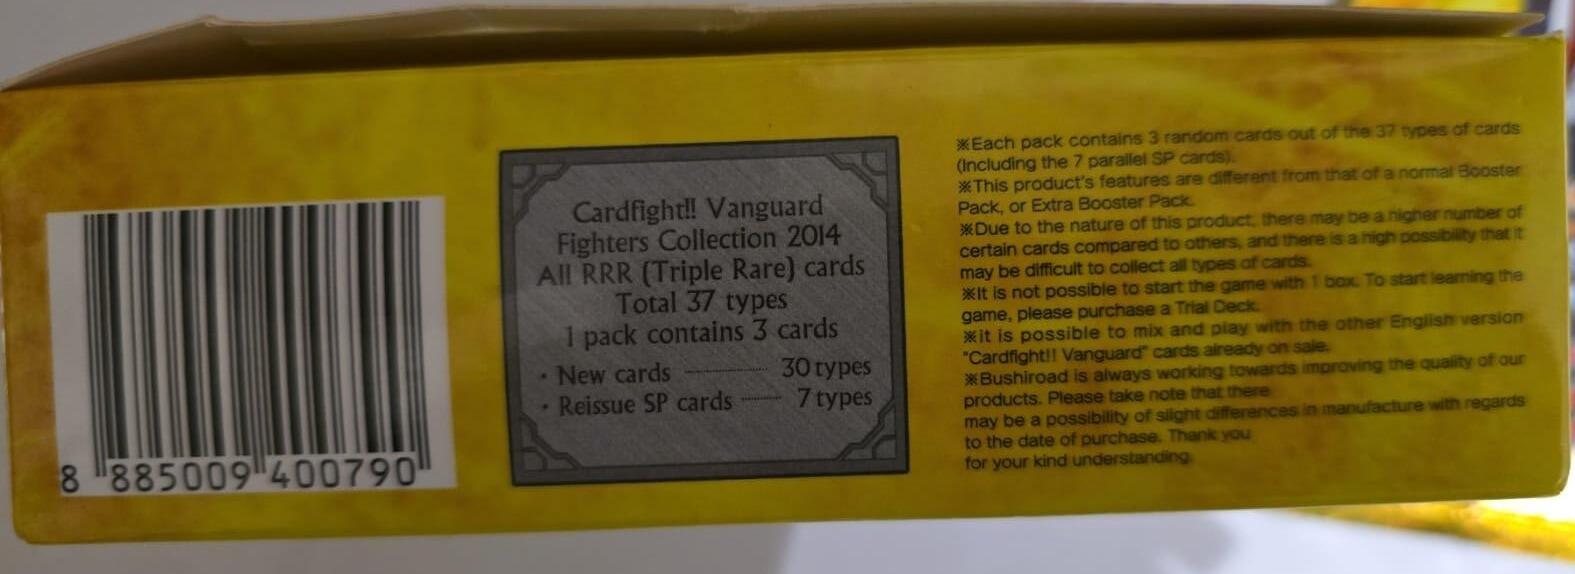 8 885009 400790
Cardfight!! Vanguard
Fighters Collection 2014
All RRR (Triple Rare) cards
Total 37 types
1 pack contains 3 cards
・New cards ............ 30 types
・Reissue SP cards ...... 7 types
※Each pack contains 3 random cards out of the 37 types of cards
(Including the 7 parallel SP cards).
※This product's features are different from that of a normal Booster
Pack, or Extra Booster Pack.
※Due to the nature of this product, there may be a higher number of
certain cards compared to others, and there is a high possibility that it
may be difficult to collect all types of cards.
※It is not possible to start the game with 1 box. To start learning the
game, please purchase a Trial Deck.
※it is possible to mix and play with the other English version
"Cardfight!! Vanguard" cards already on sale.
※Bushiroad is always working towards improving the quality of our
products. Please take note that there
may be a possibility of slight differences in manufacture with regards
to the date of purchase. Thank you
for your kind understanding.